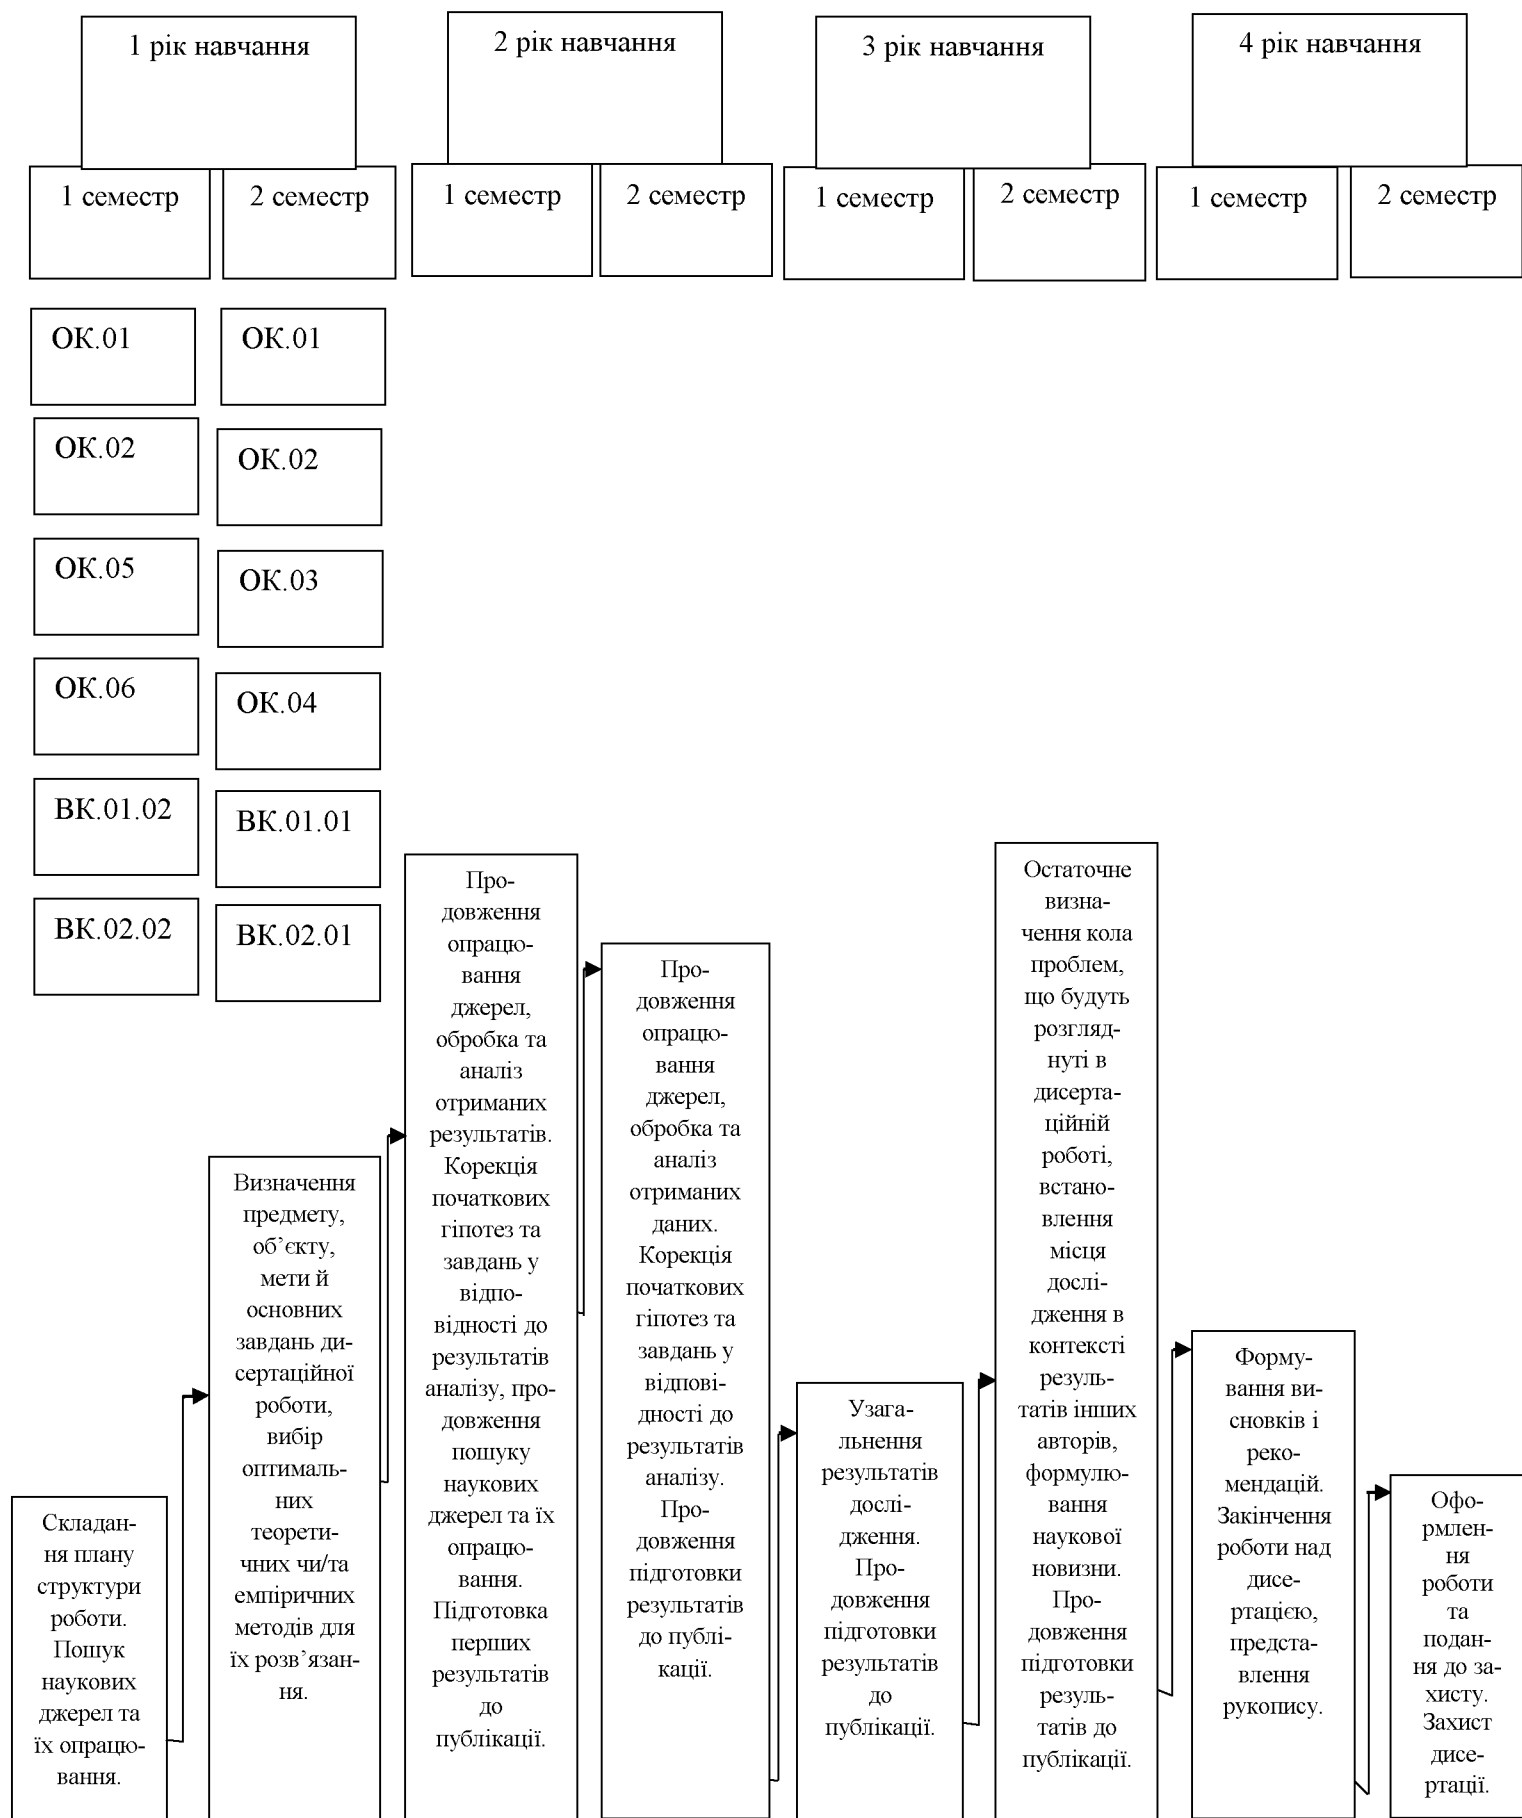 1 рік навчання
2 рік навчання
3 рік навчання
4 рік навчання
1 семестр
2 семестр
1 семестр
2 семестр
1 семестр
2 семестр
1 семестр
2 семестр
ОК.01
ОК.01
ОК.02
ОК.02
ОК.05
ОК.03
ОК.06
ОК.04
ВК.01.02
ВК.01.01
ВК.02.02
ВК.02.01
Складан-
ня плану
структури
роботи.
Пошук
наукових
джерел та
їх опрацю-
вання.
Визначення
предмету,
об’єкту,
мети й
основних
завдань ди-
сертаційної
роботи,
вибір
оптималь-
них
теорети-
чних чи/та
емпіричних
методів для
їх розв’язан-
ня.
Про-
довження
опрацю-
вання
джерел,
обробка та
аналіз
отриманих
результатів.
Корекція
початкових
гіпотез та
завдань у
відпо-
відності до
результатів
аналізу, про-
довження
пошуку
наукових
джерел та їх
опрацю-
вання.
Підготовка
перших
результатів
до
публікації.
Про-
довження
опрацю-
вання
джерел,
обробка та
аналіз
отриманих
даних.
Корекція
початкових
гіпотез та
завдань у
відпові-
дності до
результатів
аналізу.
Про-
довження
підготовки
результатів
до публі-
кації.
Узага-
льнення
результатів
дослі-
дження.
Про-
довження
підготовки
результатів
до
публікації.
Остаточне
визна-
чення кола
проблем,
що будуть
розгляд-
нуті в
дисерта-
ційній
роботі,
встано-
влення
місця
дослі-
дження в
контексті
резуль-
татів інших
авторів,
формулю-
вання
наукової
новизни.
Про-
довження
підготовки
резуль-
татів до
публікації.
Форму-
вання ви-
сновків і
реко-
мендацій.
Закінчення
роботи над
дисе-
ртацією,
предста-
влення
рукопису.
Офо-
рмлен-
ня
роботи
та
подан-
ня до за-
хисту.
Захист
дисе-
ртації.